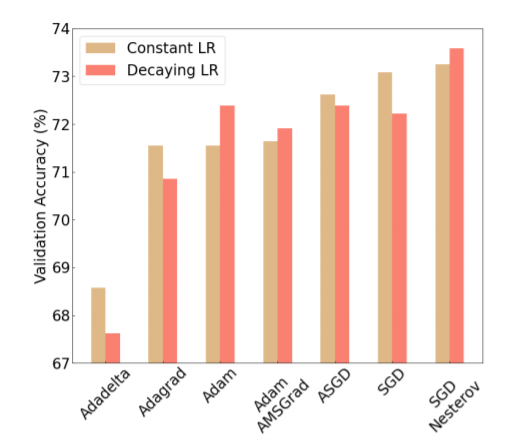 74
73
72
71
70
69
68
67
Validation Accuracy (%)
Constant LR
Decaying LR
Adadelta
Adagrad
Adam
Adam
AMSGrad
ASGD
SGD
SGD
Nesterov